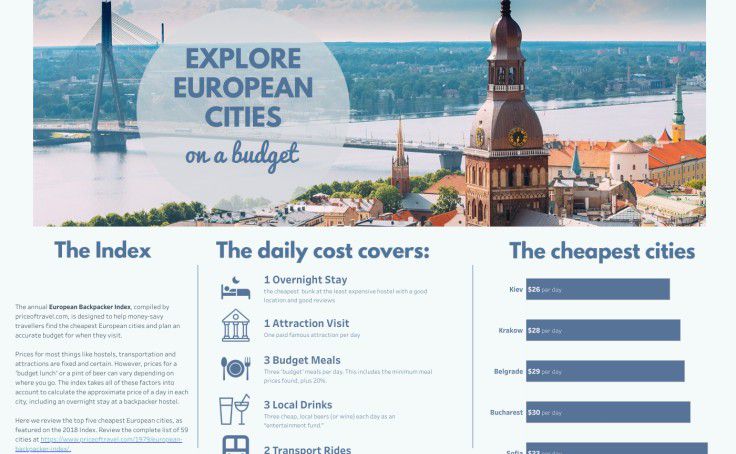 EXPLORE
EUROPEAN
CITIES
on a budget
The Index
The annual European Backpacker Index, compiled by
priceoftravel.com, is designed to help money-savy
travellers find the cheapest European cities and plan an
accurate budget for when they visit.
Prices for most things like hostels, transportation and
attractions are fixed and certain. However, prices for a
"budget lunch" or a pint of beer can vary depending on
where you go. The index takes all of these factors into
account to calculate the approximate price of a day in each
city, including an overnight stay at a backpacker hostel.
Here we review the top five cheapest European cities, as
featured on the 2018 Index. Review the complete list of 59
cities at https://www.priceoftravel.com/1979/european-
backpacker-index/.
The daily cost covers:
1 Overnight Stay
the cheapest bunk at the least expensive hostel with a good
location and good reviews
1 Attraction Visit
One paid famous attraction per day
3 Budget Meals
Three 'budget' meals per day. This includes the minimum meal
prices found, plus 20%.
3 Local Drinks
Three cheap, local beers (or wine) each day as an
"entertainment fund."
2 Transport Rides
The cheapest cities
Kiev $26 per day
Krakow $28 per day
Belgrade $29 per day
Bucharest $30 per day
Sofia $33 per day